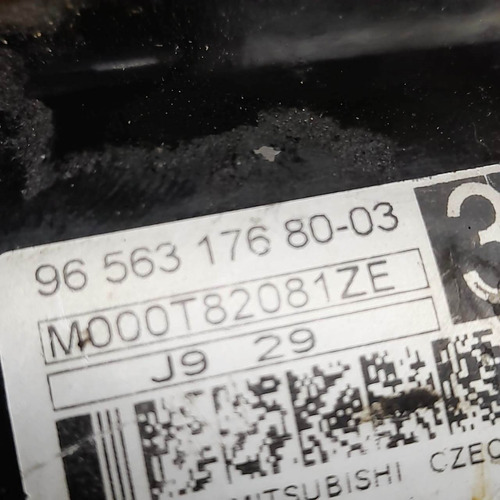 96 563 176 80-03
M000T82081ZE
J9 29
MITSUBISHI CZEC